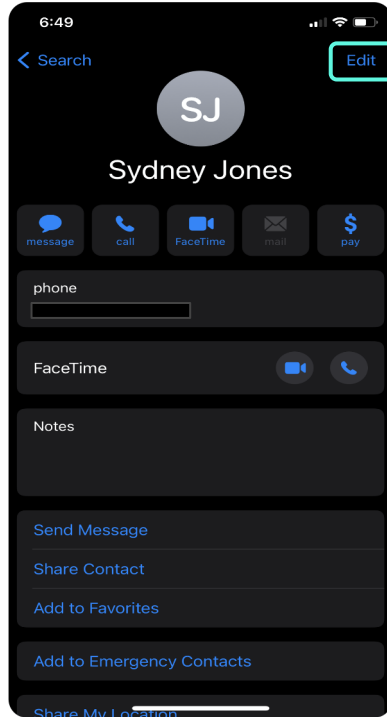 6:49
Search
Edit
SJ
Sydney Jones
message call FaceTime mail $ pay
phone
FaceTime
Notes
Send Message
Share Contact
Add to Favorites
Add to Emergency Contacts
Share My Location